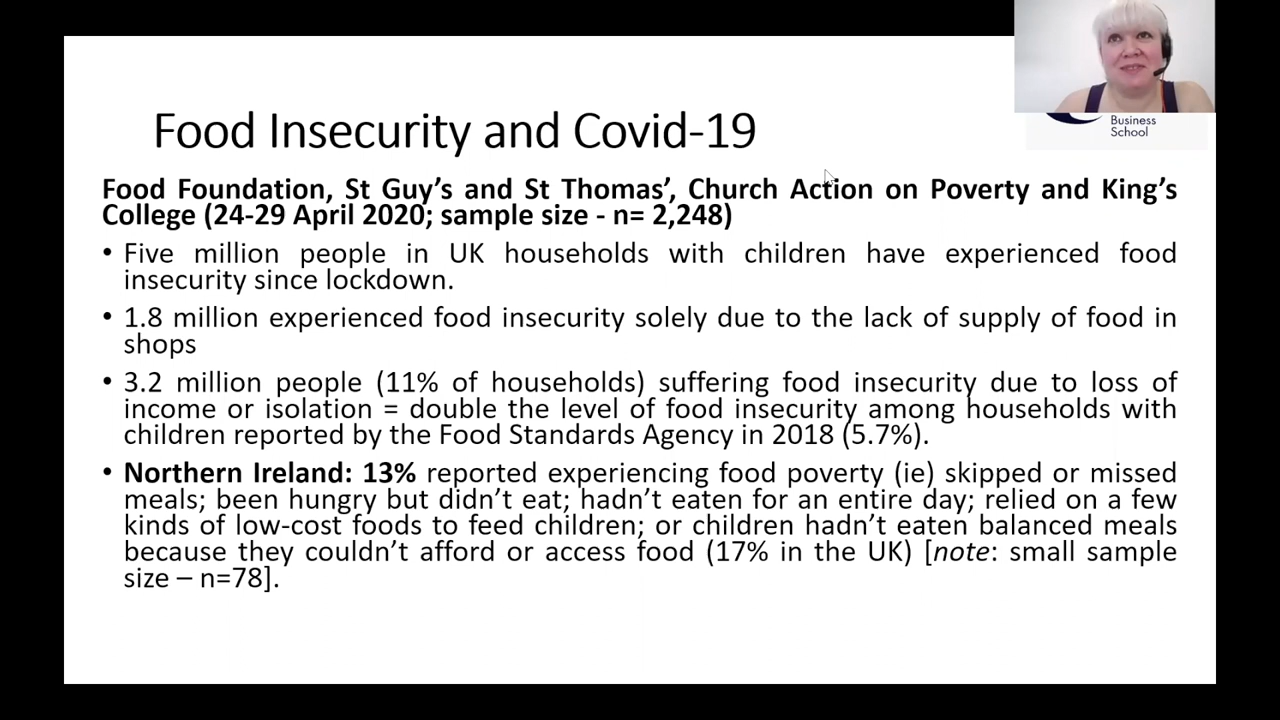 Food Insecurity and Covid-19
Business
School
Food Foundation, St Guy’s and St Thomas’, Church Action on Poverty and King’s
College (24-29 April 2020; sample size - n= 2,248)
• Five million people in UK households with children have experienced food
insecurity since lockdown.
• 1.8 million experienced food insecurity solely due to the lack of supply of food in
shops
• 3.2 million people (11% of households) suffering food insecurity due to loss of
income or isolation = double the level of food insecurity among households with
children reported by the Food Standards Agency in 2018 (5.7%).
• Northern Ireland: 13% reported experiencing food poverty (ie) skipped or missed
meals; been hungry but didn’t eat; hadn’t eaten for an entire day; relied on a few
kinds of low-cost foods to feed children; or children hadn’t eaten balanced meals
because they couldn’t afford or access food (17% in the UK) [note: small sample
size – n=78].